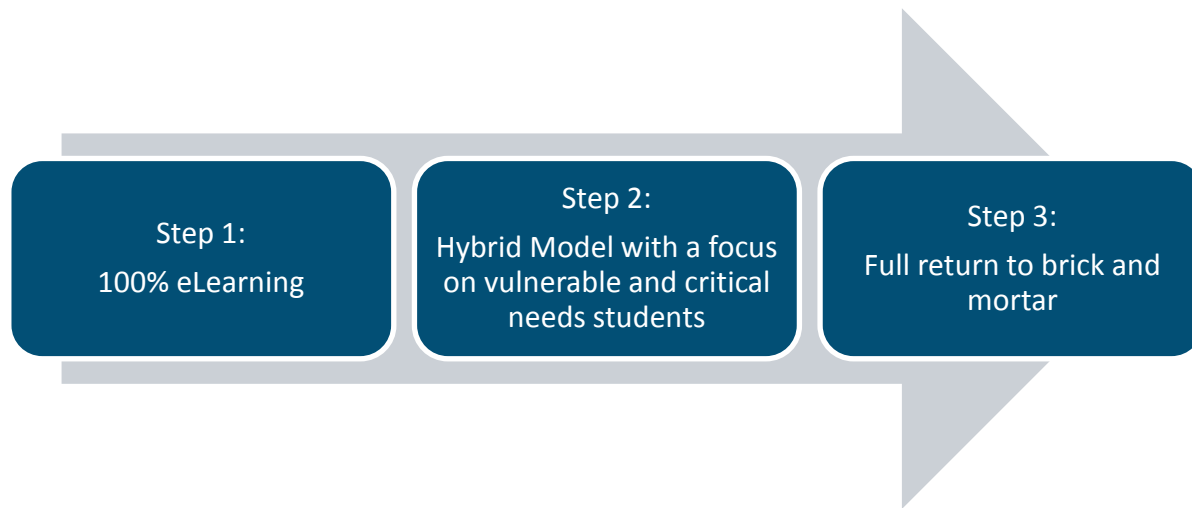 Step 1:
100% eLearning
Step 2:
Hybrid Model with a focus
on vulnerable and critical
needs students
Step 3:
Full return to brick and
mortar